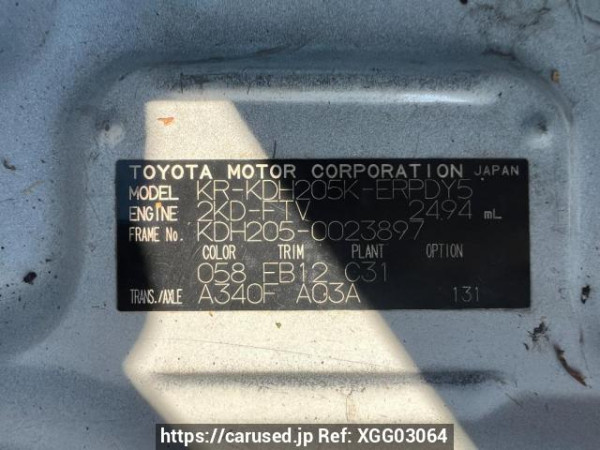 TOYOTA MOTOR CORPORATION JAPAN
MODEL KR-KDH205K-ERPDY5
ENGINE 2KD-FTV 2494 mL
FRAME No. KDH205-0023897
COLOR TRIM PLANT OPTION
058 FB12 C31
TRANS./AXLE A340F A03A 131
https://carused.jp Ref: XGG03064